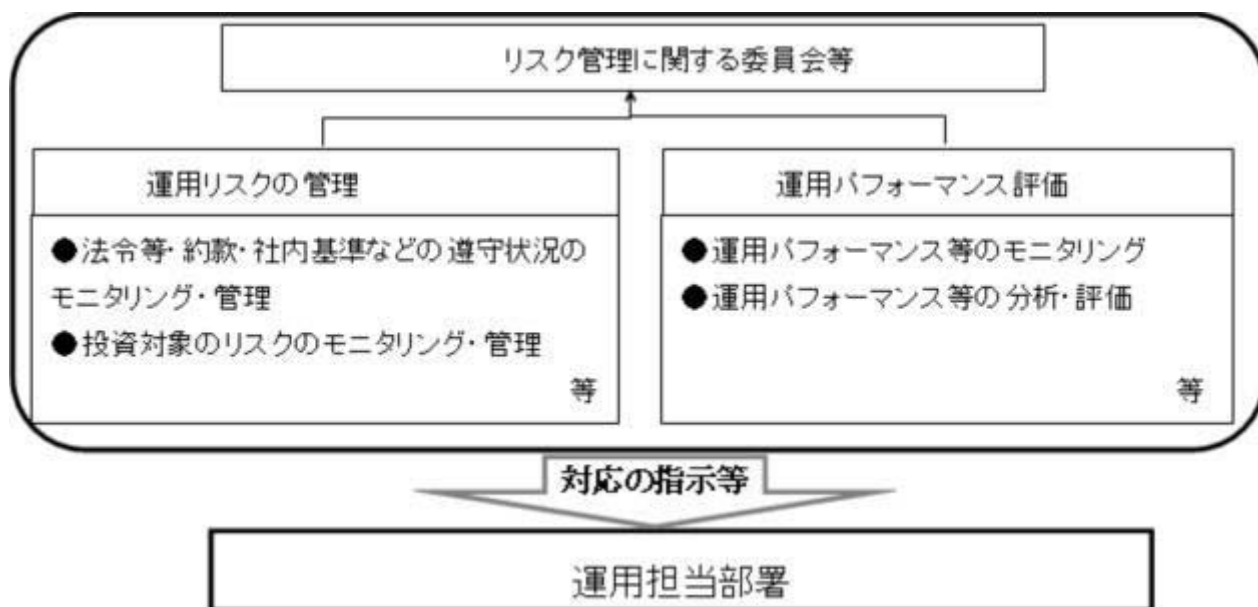 リスク管理に関する委員会等
運用リスクの管理
●法令等・約款・社内基準などの遵守状況の
モニタリング・管理
●投資対象のリスクのモニタリング・管理
等
運用パフォーマンス評価
●運用パフォーマンス等のモニタリング
●運用パフォーマンス等の分析・評価
等
対応の指示等
運用担当部署